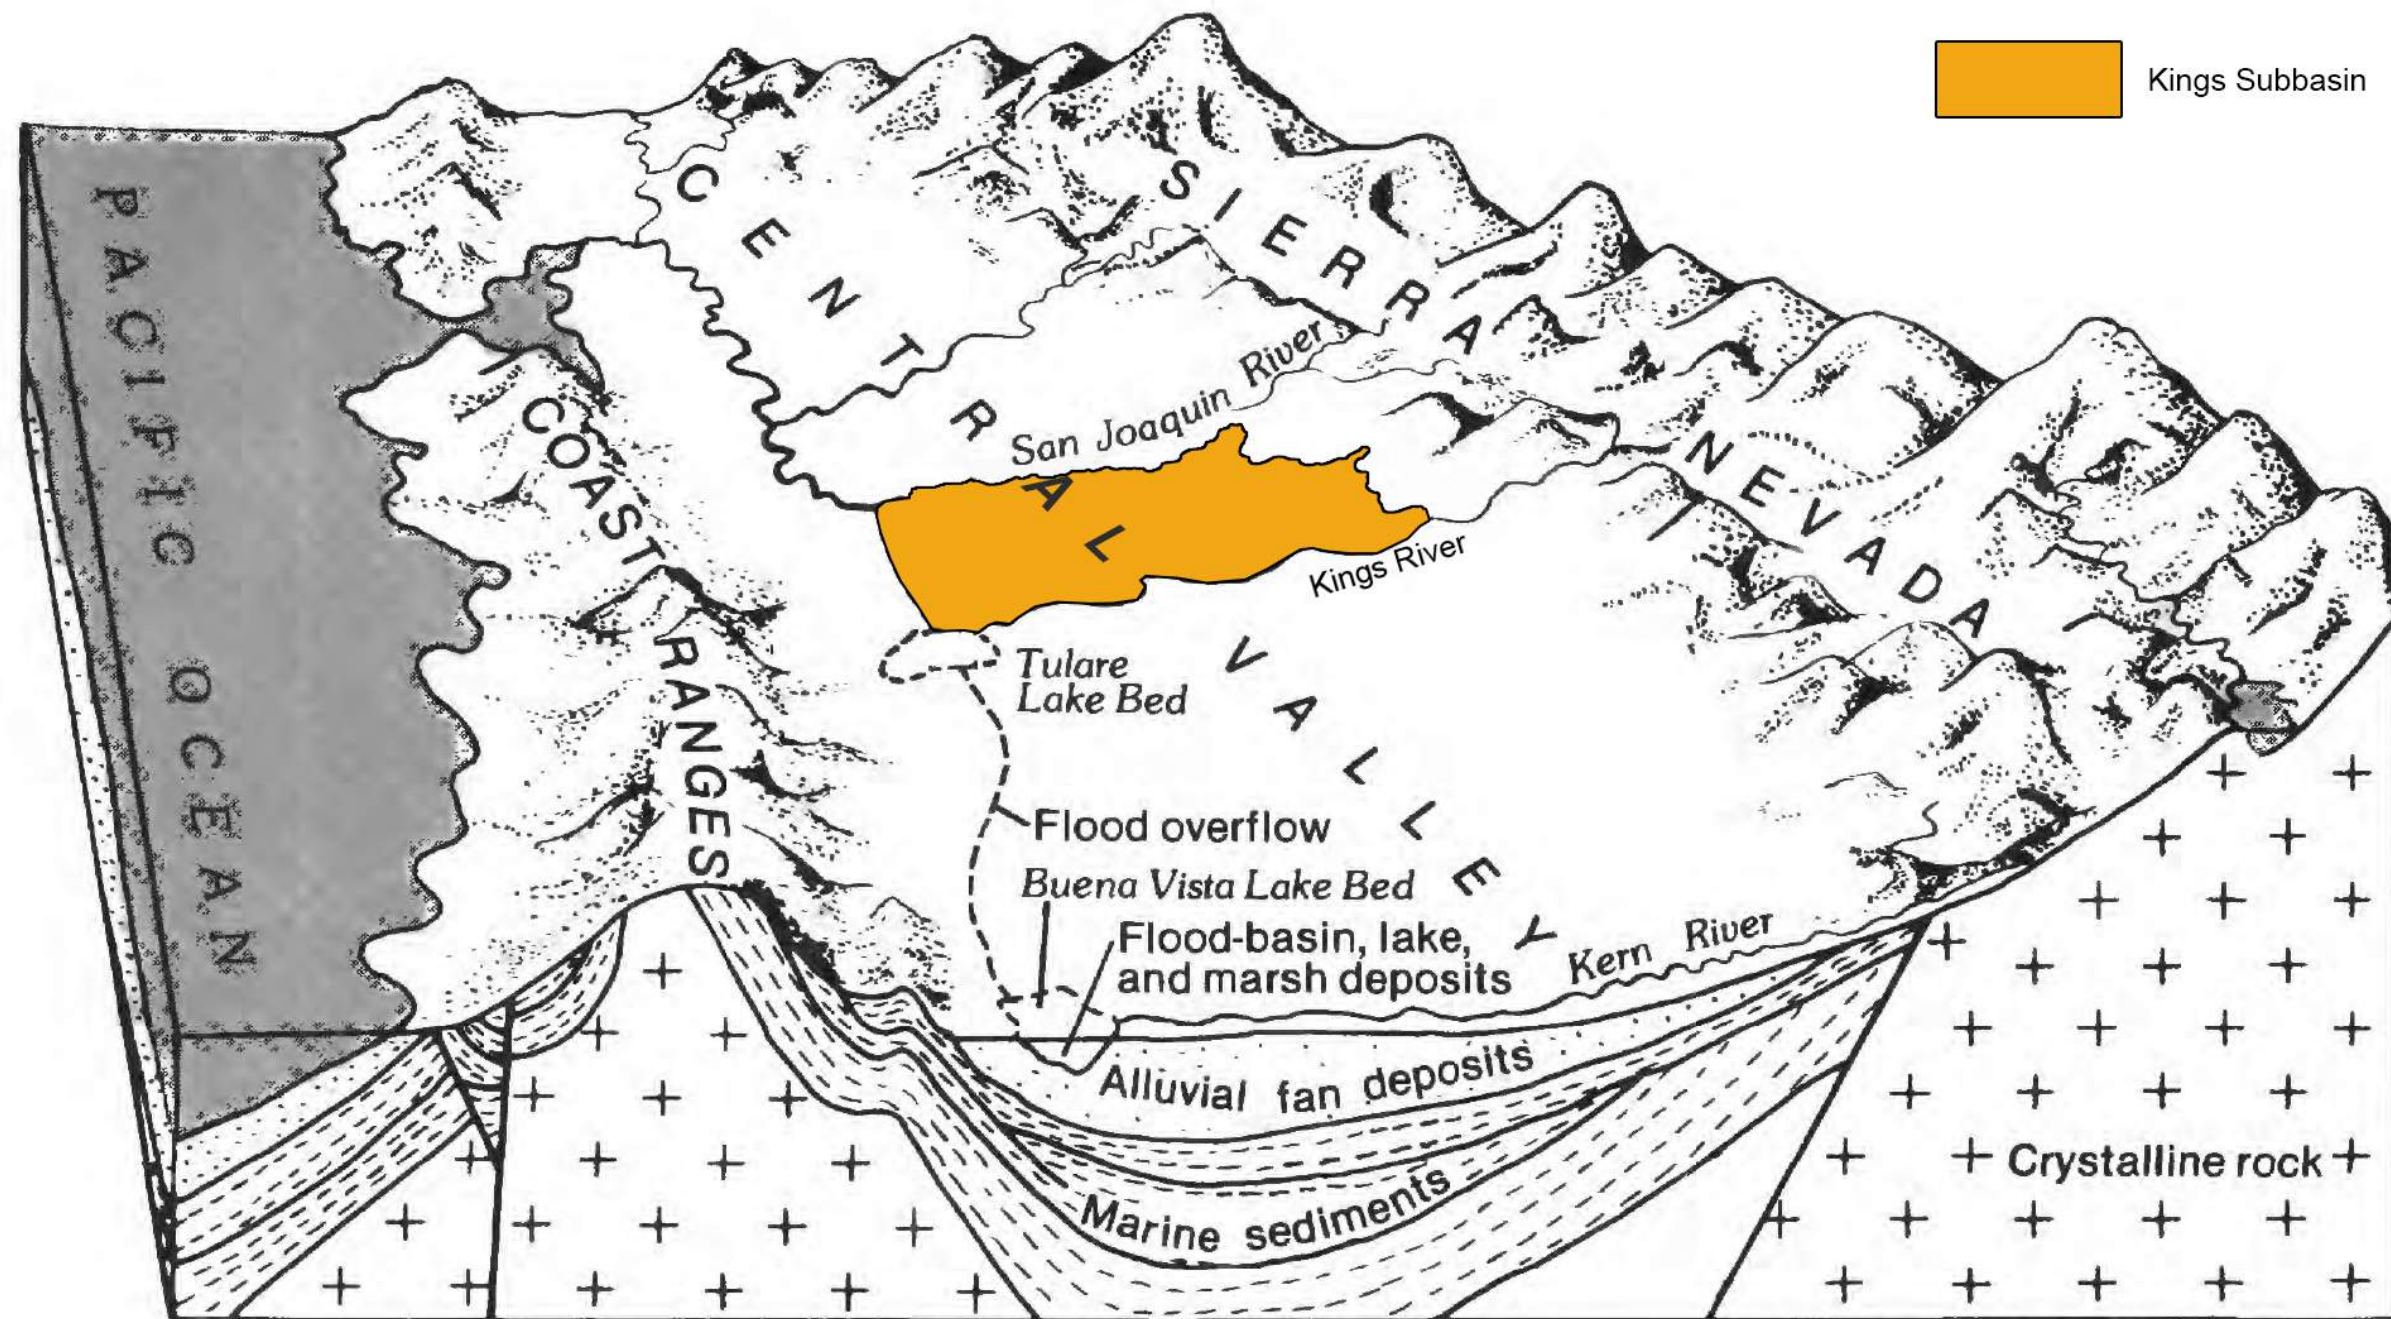 Kings Subbasin
PACIFIC OCEAN
COAST RANGES
CENTRAL VALLEY
SIERRA NEVADA
San Joaquin River
Kings River
Tulare
Lake Bed
Flood overflow
Buena Vista Lake Bed
Flood-basin, lake,
and marsh deposits
Kern River
Alluvial fan deposits
Marine sediments
Crystalline rock